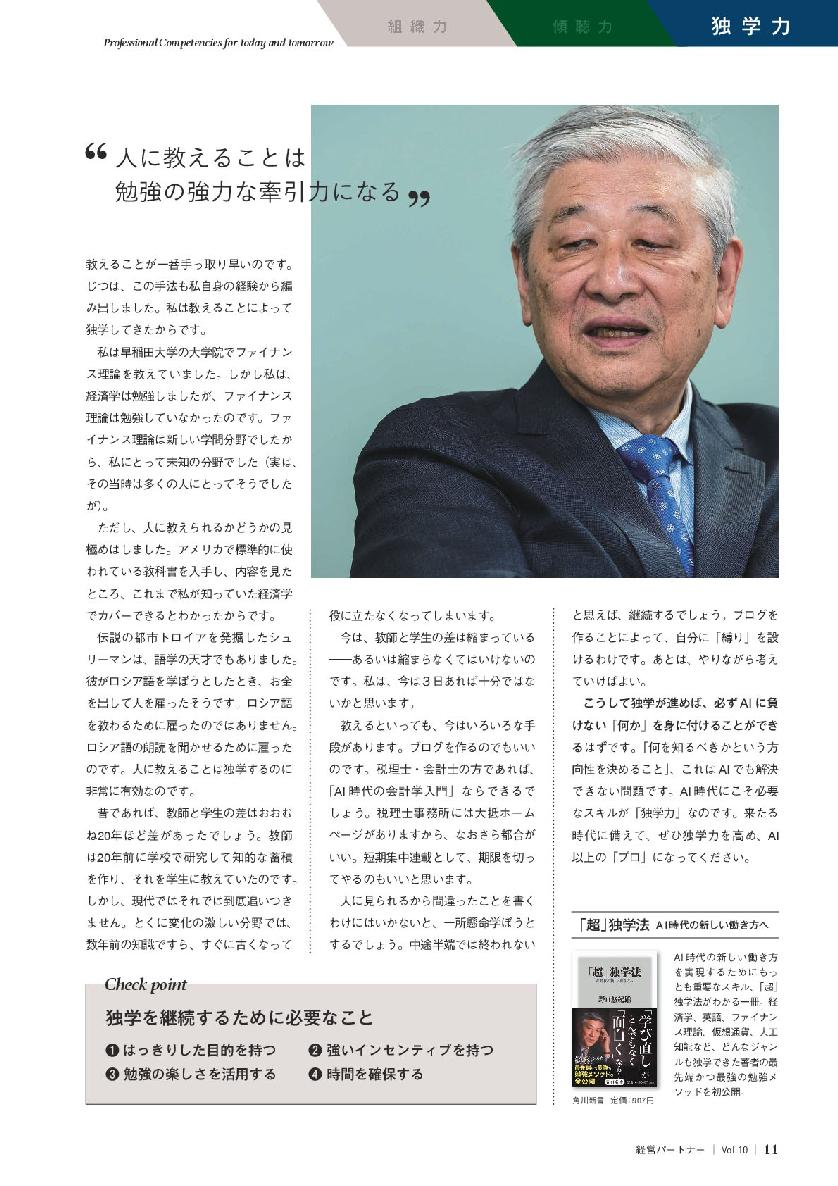 Professional Competencies for today and tomorrow
組織力
傾聴力
独学力
“人に教えることは
勉強の強力な牽引力になる”
教えることが一番手っ取り早いのです。
じつは、この手法も私自身の経験から編
み出しました。私は教えることによって
独学してきたからです。
私は早稲田大学の大学院でファイナン
ス理論を教えていました。しかし私は、
経済学は勉強しましたが、ファイナンス
理論は勉強していなかったのです。ファ
イナンス理論は新しい学問分野でしたか
ら、私にとって未知の分野でした（実は、
その当時は多くの人にとってそうでした
が）。
ただし、人に教えられるかどうかの見
極めはしました。アメリカで標準的に使
われている教科書を入手し、内容を見た
ところ、これまで私が知っていた経済学
でカバーできるとわかったからです。
伝説の都市トロイアを発掘したシュ
リーマンは、語学の天才でもありました。
彼がロシア語を学ぼうとしたとき、お金
を出して人を雇ったそうです。ロシア語
を教わるために雇ったのではありません。
ロシア語の朗読を聞かせるために雇った
のです。人に教えることは独学するのに
非常に有効なのです。
昔であれば、教師と学生の差はおおむ
ね20年ほど差があったでしょう。教師
は20年前に学校で研究して知的な蓄積
を作り、それを学生に教えていたのです。
しかし、現代ではそれでは到底追いつき
ません。とくに変化の激しい分野では、
数年前の知識ですら、すぐに古くなって
役に立たなくなってしまいます。
今は、教師と学生の差は縮まっている
――あるいは縮まらなくてはいけないの
です。私は、今は３日あれば十分ではな
いかと思います。
教えるといっても、今はいろいろな手
段があります。ブログを作るのでもいい
のです。税理士・会計士の方であれば、
「AI時代の会計学入門」ならできるで
しょう。税理士事務所には大抵ホーム
ページがありますから、なおさら都合が
いい。短期集中連載として、期限を切っ
てやるのもいいと思います。
人に見られるから間違ったことを書く
わけにはいかないと、一所懸命学ぼうと
するでしょう。中途半端では終われない
と思えば、継続するでしょう。ブログを
作ることによって、自分に「縛り」を設
けるわけです。あとは、やりながら考え
ていけばよい。
こうして独学が進めば、必ずAIに負
けない「何か」を身に付けることができ
るはずです。「何を知るべきかという方
向性を決めること」、これはAIでも解決
できない問題です。AI時代にこそ必要
なスキルが「独学力」なのです。来たる
時代に備えて、ぜひ独学力を高め、AI
以上の「プロ」になってください。
Check point
独学を継続するために必要なこと
❶はっきりした目的を持つ
❷強いインセンティブを持つ
❸勉強の楽しさを活用する
❹時間を確保する
「超」独学法 AI時代の新しい働き方へ
「超」独学法
野口悠紀雄
「学び直し」が
「面白く」なる
勉強メソッド。
全公開
AI時代の新しい働き方
を実現するためにもっ
とも重要なスキル、「超」
独学法がわかる一冊。経
済学、英語、ファイナン
ス理論、仮想通貨、人工
知能など、どんなジャン
ルも独学できた著者の最
先端かつ最強の勉強メ
ソッドを初公開。
角川新書 定価:907円
経営パートナー | Vol.10 | 11